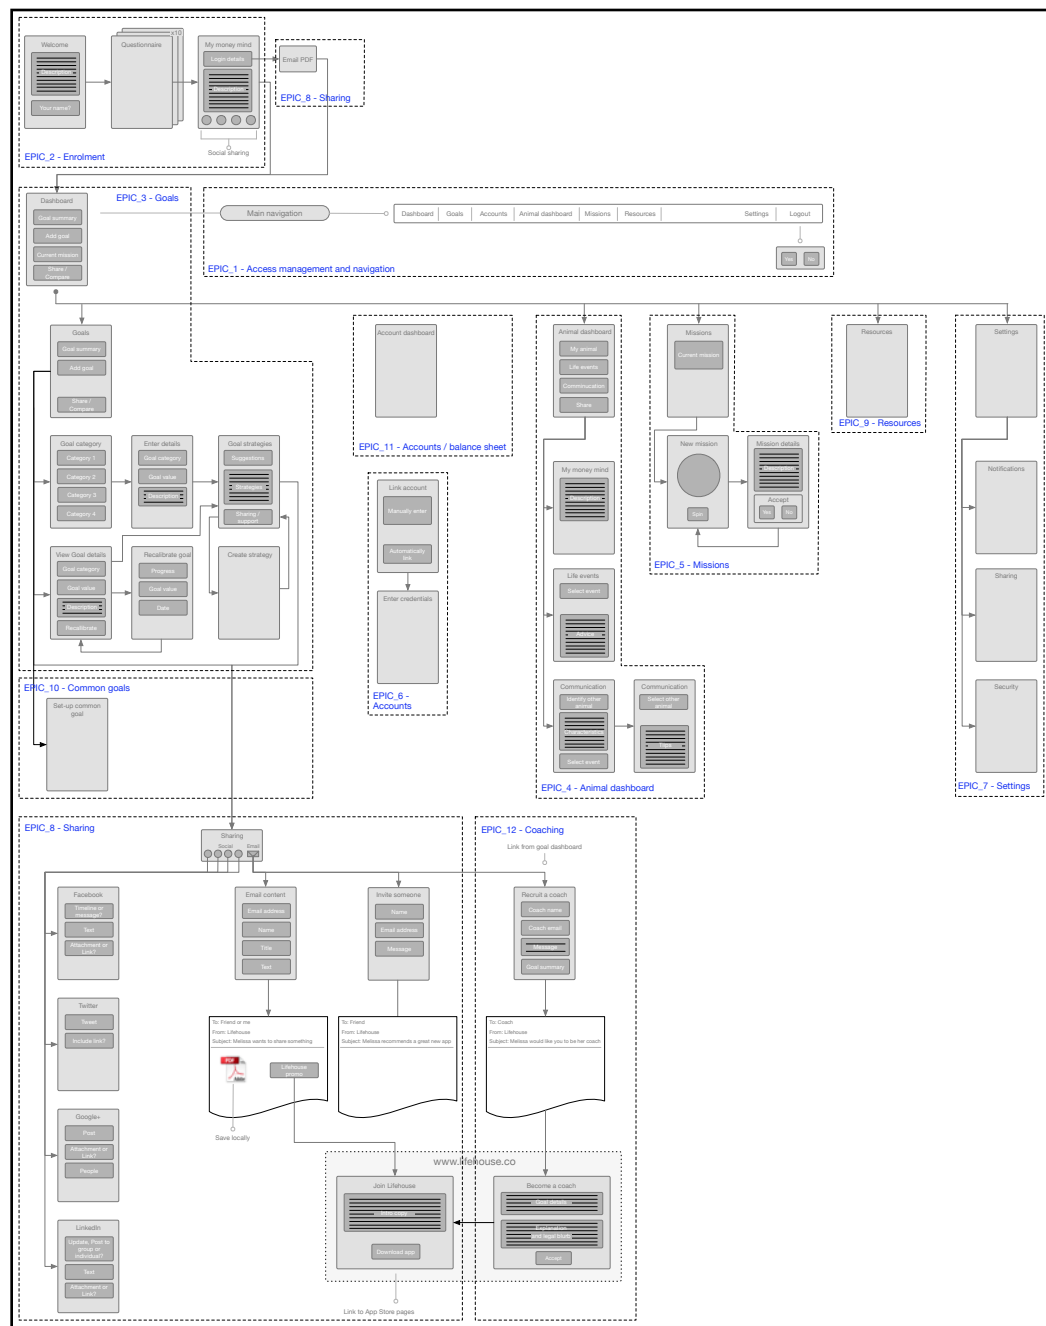 Welcome
Description
Your name?
Questionnaire
x10
My money mind
Login details
Description
Social sharing
EPIC_2 - Enrolment
Email PDF
EPIC_8 - Sharing
EPIC_3 - Goals
Dashboard
Goal summary
Add goal
Current mission
Share /
Compare
Main navigation
Dashboard
Goals
Accounts
Animal dashboard
Missions
Resources
Settings
Logout
Yes
No
EPIC_1 - Access management and navigation
Goals
Goal summary
Add goal
Share /
Compare
Account dashboard
EPIC_11 - Accounts / balance sheet
Animal dashboard
My animal
Life events
Commnucation
Share
Missions
Current mission
Resources
EPIC_9 - Resources
Settings
Goal category
Category 1
Category 2
Category 3
Category 4
Enter details
Goal category
Goal value
Description
Goal strategies
Suggestions
Strategies
Sharing /
support
Link account
Manually enter
Automatically
link
My money mind
Description
New mission
Spin
Mission details
Description
Accept
Yes
No
EPIC_5 - Missions
Notifications
View Goal details
Goal category
Goal value
Description
Recalibrate
Recalibrate goal
Progress
Goal value
Date
Create strategy
Enter credentials
EPIC_6 -
Accounts
Life events
Select event
Advice
Sharing
EPIC_10 - Common goals
Set-up common
goal
Communication
Identify other
animal
Characteristics
Select event
Communication
Select other
animal
Tips
EPIC_4 - Animal dashboard
Security
EPIC_7 - Settings
EPIC_8 - Sharing
Sharing
Social
Email
EPIC_12 - Coaching
Link from goal dashboard
Facebook
Timeline or
message?
Text
Attachment or
Link?
Email content
Email address
Name
Title
Text
Invite someone
Name
Email address
Message
Recruit a coach
Coach name
Coach email
Message
Goal summary
Twitter
Tweet
Include link?
To: Friend or me
From: Lifehouse
Subject: Melissa wants to share something
PDF
Adobe
Lifehouse
promo
Save locally
To: Friend
From: Lifehouse
Subject: Melissa recommends a great new app
To: Coach
From: Lifehouse
Subject: Melissa would like you to be her coach
Google+
Post
Attachment or
Link?
People
www.lifehouse.co
Join Lifehouse
Download app
Link to App Store pages
Become a coach
Goal details
Explanation
and legal blurb
Accept
LinkedIn
Update, Post to
group or
individual?
Text
Attachment or
Link?